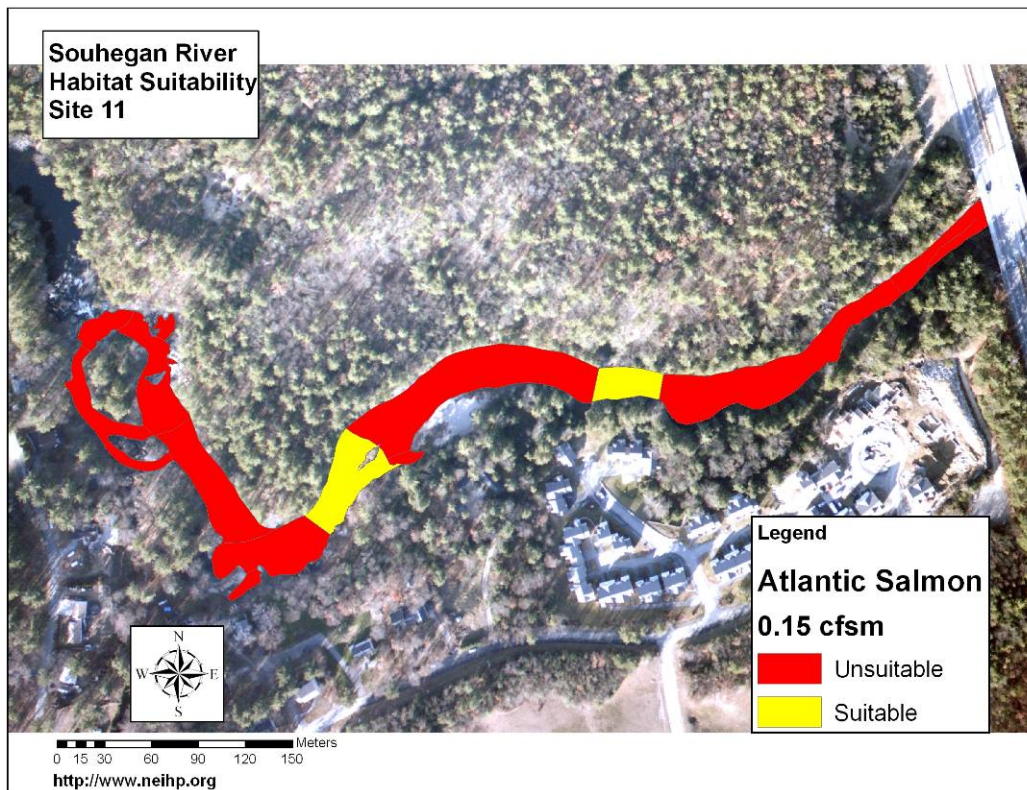 Souhegan River
Habitat Suitability
Site 11
Legend
Atlantic Salmon
0.15 cfsm
Unsuitable
Suitable
N
W E
S
Meters
0 15 30 60 90 120 150
http://www.neihp.org